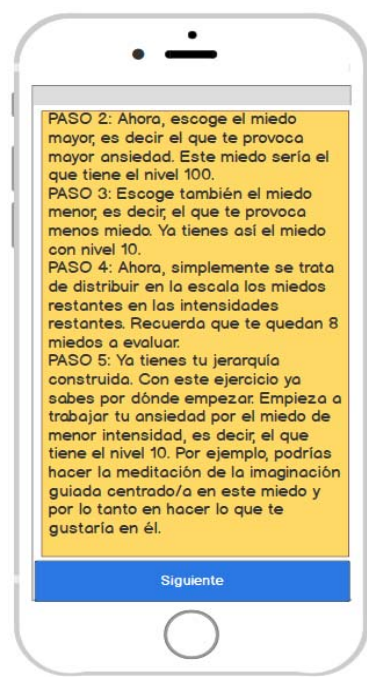 PASO 2: Ahora, escoge el miedo
mayor, es decir el que te provoca
mayor ansiedad. Este miedo sería el
que tiene el nivel 100.
PASO 3: Escoge también el miedo
menor, es decir, el que te provoca
menos miedo. Ya tienes así el miedo
con nivel 10.
PASO 4: Ahora, simplemente se trata
de distribuir en la escala los miedos
restantes en las intensidades
restantes. Recuerda que te quedan 8
miedos a evaluar.
PASO 5: Ya tienes tu jerarquía
construida. Con este ejercicio ya
sabes por dónde empezar. Empieza a
trabajar tu ansiedad por el miedo de
menor intensidad, es decir, el que
tiene el nivel 10. Por ejemplo, podrías
hacer la meditación de la imaginación
guiada centrado/a en este miedo y
por lo tanto en hacer lo que te
gustaría en él.
Siguiente